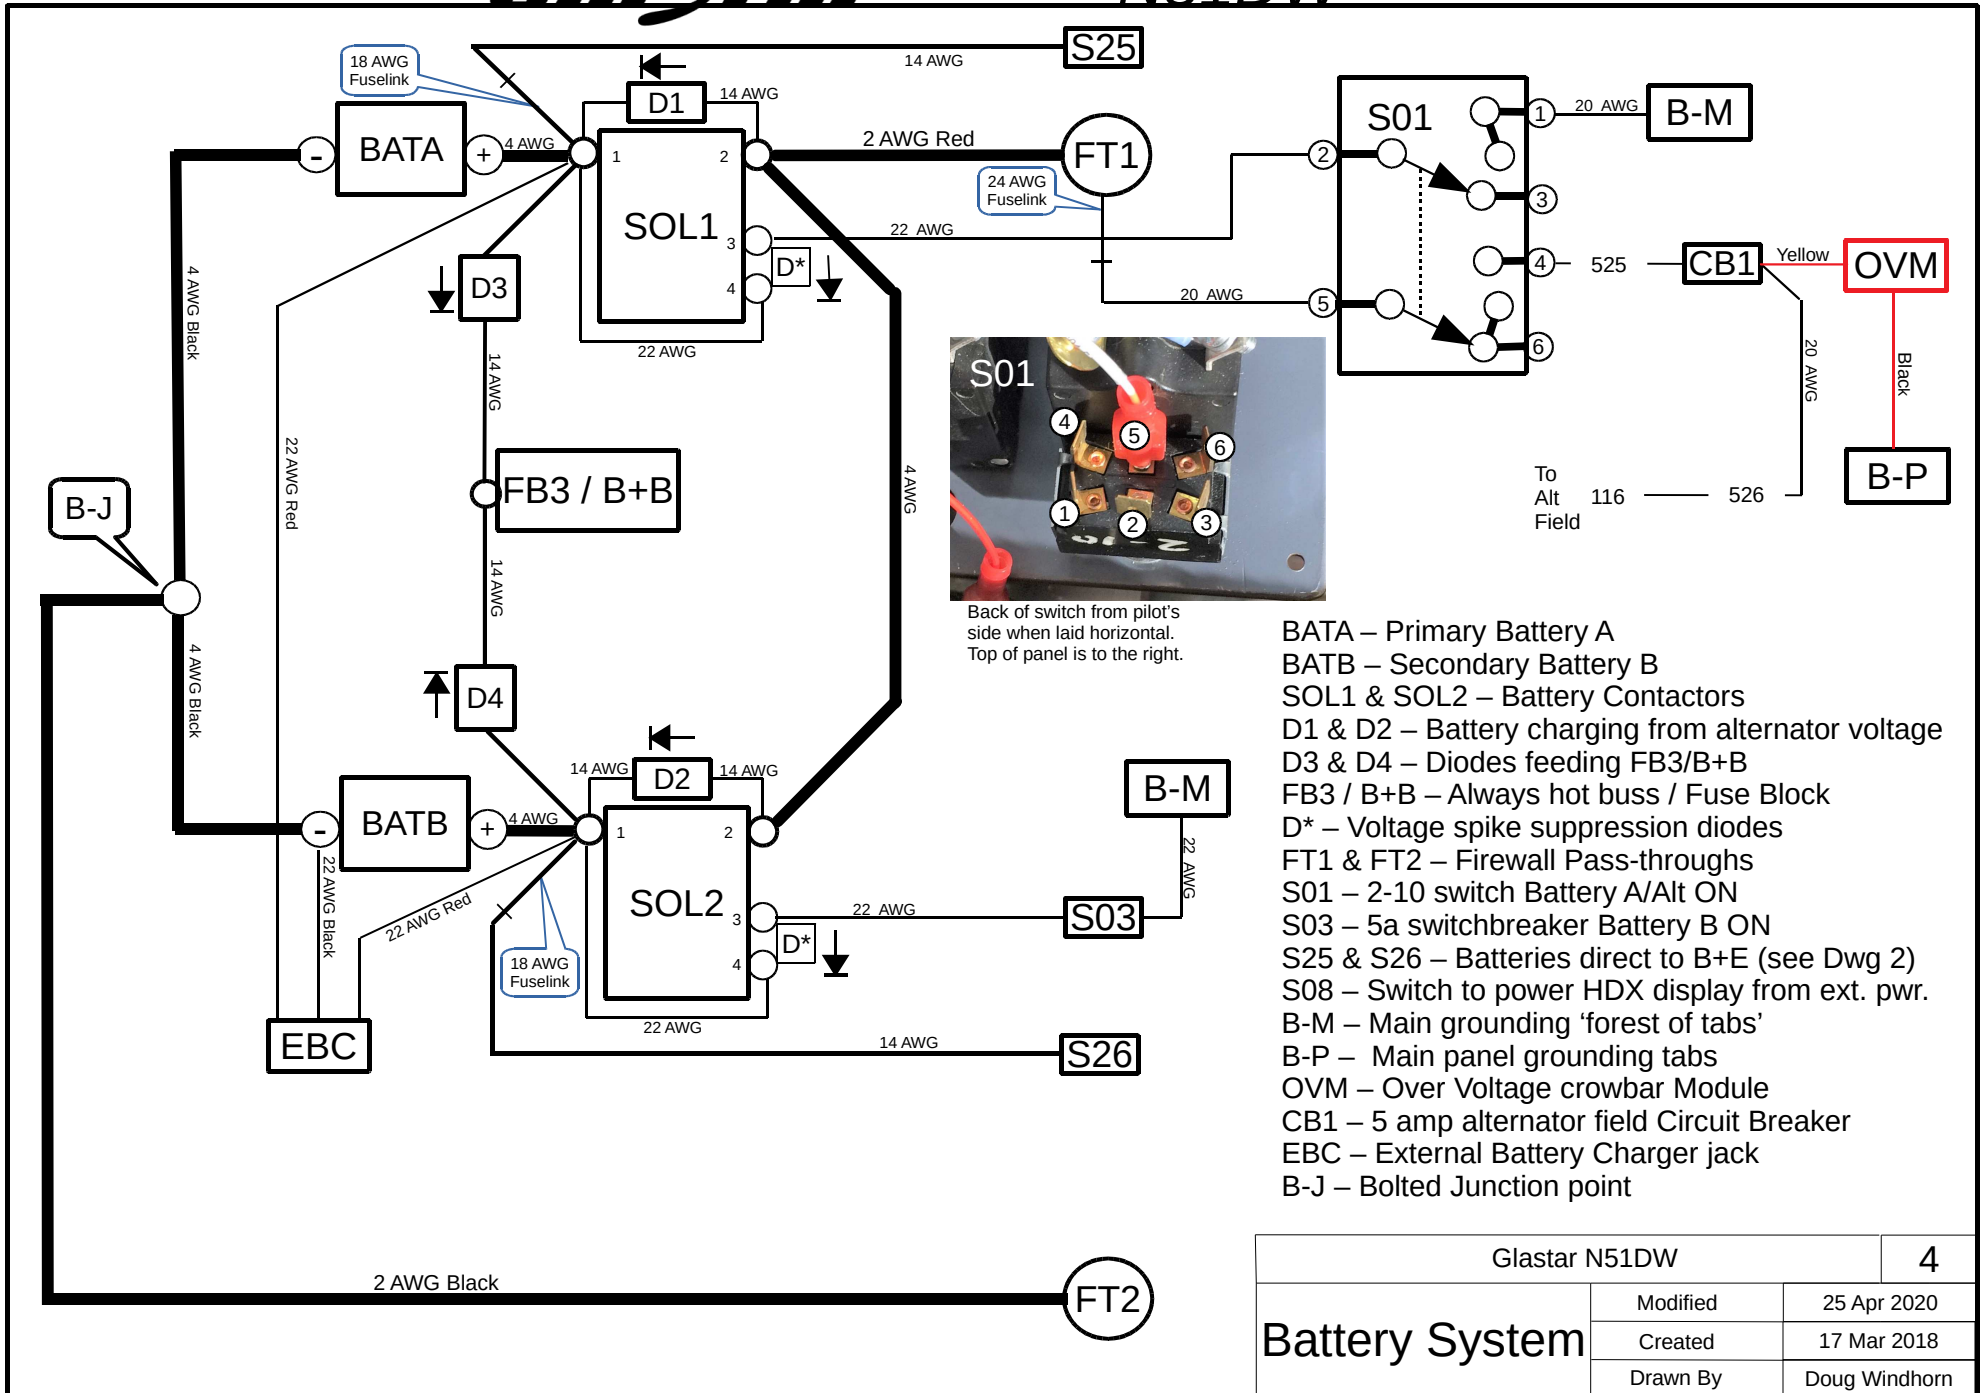 N51DW
S25
14 AWG
18 AWG
Fuselink
D1
14 AWG
BATA
-
+
4 AWG
1
2
SOL1
3
4
D*
22 AWG
2 AWG Red
FT1
24 AWG
Fuselink
22 AWG
20 AWG
S01
1
2
3
4
5
6
20 AWG
B-M
525
CB1
Yellow
OVM
Black
B-P
20 AWG
To
Alt
Field
116
526
4 AWG Black
22 AWG Red
D3
14 AWG
FB3 / B+B
14 AWG
D4
B-J
4 AWG Black
4 AWG
S01
4
5
6
1
2
3
2-10
Back of switch from pilot's
side when laid horizontal.
Top of panel is to the right.
14 AWG
D2
14 AWG
BATB
-
+
4 AWG
1
2
SOL2
3
4
D*
22 AWG
22 AWG
S03
22 AWG
B-M
22 AWG Black
22 AWG Red
18 AWG
Fuselink
EBC
14 AWG
S26
2 AWG Black
FT2
BATA – Primary Battery A
BATB – Secondary Battery B
SOL1 & SOL2 – Battery Contactors
D1 & D2 – Battery charging from alternator voltage
D3 & D4 – Diodes feeding FB3/B+B
FB3 / B+B – Always hot buss / Fuse Block
D* – Voltage spike suppression diodes
FT1 & FT2 – Firewall Pass-throughs
S01 – 2-10 switch Battery A/Alt ON
S03 – 5a switchbreaker Battery B ON
S25 & S26 – Batteries direct to B+E (see Dwg 2)
S08 – Switch to power HDX display from ext. pwr.
B-M – Main grounding ‘forest of tabs’
B-P – Main panel grounding tabs
OVM – Over Voltage crowbar Module
CB1 – 5 amp alternator field Circuit Breaker
EBC – External Battery Charger jack
B-J – Bolted Junction point
Glastar N51DW
4
Battery System
Modified
25 Apr 2020
Created
17 Mar 2018
Drawn By
Doug Windhorn